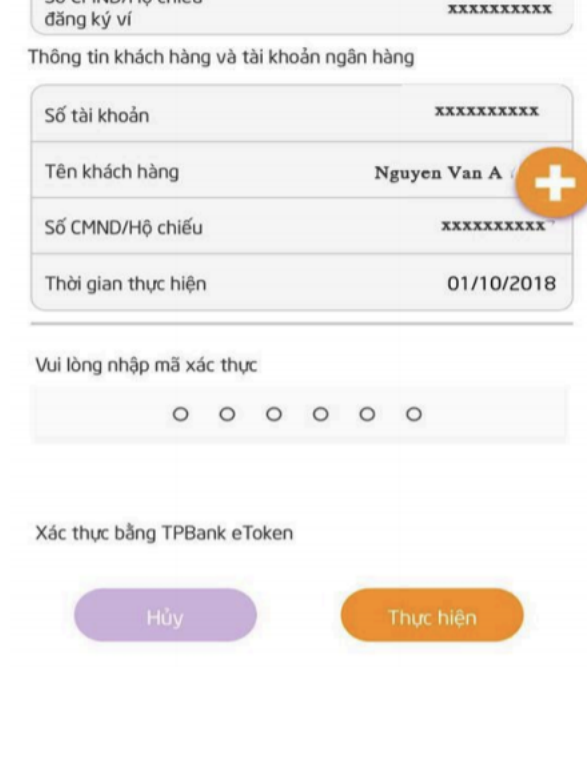 đăng ký ví
xxxxxxxxxx
Thông tin khách hàng và tài khoản ngân hàng
Số tài khoản
xxxxxxxxxx
Tên khách hàng
Nguyen Van A
Số CMND/Hộ chiếu
xxxxxxxxxx
Thời gian thực hiện
01/10/2018
Vui lòng nhập mã xác thực
Xác thực bằng TPBank eToken
Hủy
Thực hiện